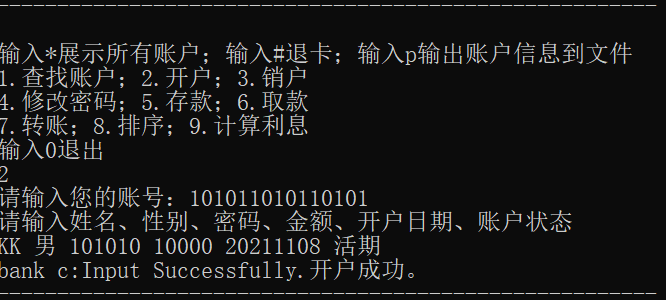 --------------------------------------------------------
输入*展示所有账户；输入#退卡；输入p输出账户信息到文件
1.查找账户；2.开户；3.销户
4.修改密码；5.存款；6.取款
7.转账；8.排序；9.计算利息
输入0退出
2
请输入您的账号：101011010110101
请输入姓名、性别、密码、金额、开户日期、账户状态
KK 男 101010 10000 20211108 活期
bank c:Input Successfully.开户成功。
--------------------------------------------------------